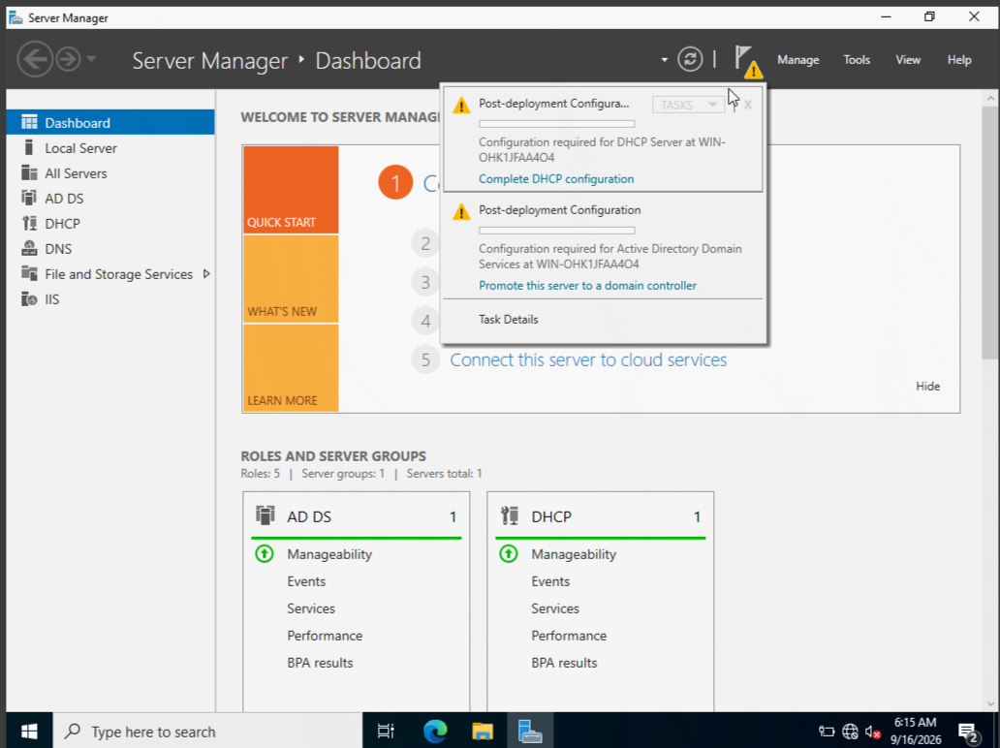 Server Manager
Server Manager ‣ Dashboard
Manage
Tools
View
Help
Dashboard
Local Server
All Servers
AD DS
DHCP
DNS
File and Storage Services
IIS
WELCOME TO SERVER MANAG
QUICK START
WHAT'S NEW
LEARN MORE
1
2
3
4
5 Connect this server to cloud services
Hide
Post-deployment Configura...
TASKS
x
Configuration required for DHCP Server at WIN-
OHK1JFAA4O4
Complete DHCP configuration
Post-deployment Configuration
Configuration required for Active Directory Domain
Services at WIN-OHK1JFAA4O4
Promote this server to a domain controller
Task Details
ROLES AND SERVER GROUPS
Roles: 5 | Server groups: 1 | Servers total: 1
AD DS 1
Manageability
Events
Services
Performance
BPA results
DHCP 1
Manageability
Events
Services
Performance
BPA results
Type here to search
6:15 AM
9/16/2026
2